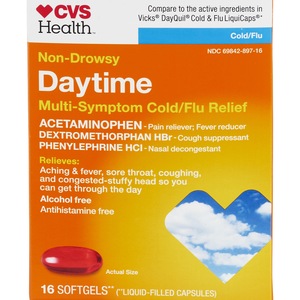 CVS
Health
Compare to the active ingredients in
Vicks® DayQuil® Cold & Flu LiquiCaps®*
Cold/Flu
NDC 69842-897-16
Non-Drowsy
Daytime
Multi-Symptom Cold/Flu Relief
ACETAMINOPHEN - Pain reliever; Fever reducer
DEXTROMETHORPHAN HBr - Cough suppressant
PHENYLEPHRINE HCl - Nasal decongestant
Relieves:
Aching & fever, sore throat, coughing,
and congested-stuffy head so you
can get through the day
Alcohol free
Antihistamine free
Actual Size
16 SOFTGELS** (**LIQUID-FILLED CAPSULES)